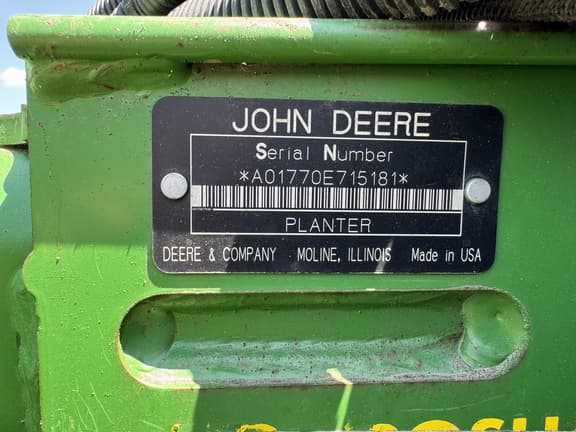 JOHN DEERE
Serial Number
*A01770E715181*
PLANTER
DEERE & COMPANY MOLINE, ILLINOIS Made in USA